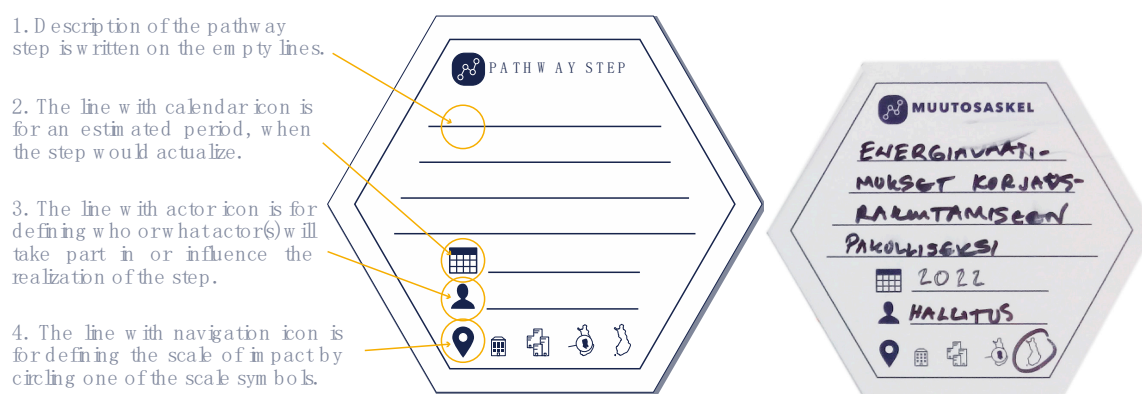 1. Description of the pathway
step is written on the empty lines.
2. The line with calendar icon is
for an estimated period, when
the step would actualize.
3. The line with actor icon is for
defining who or what actor(s) will
take part in or influence the
realization of the step.
4. The line with navigation icon is
for defining the scale of impact by
circling one of the scale symbols.
PATHWAY STEP
MUUTOSASKEL
ENERGIAVAATI-
MUKSET KORJAUS-
RAKENTAMISEEN
PAKOLLISEKSI
2022
HALLITUS